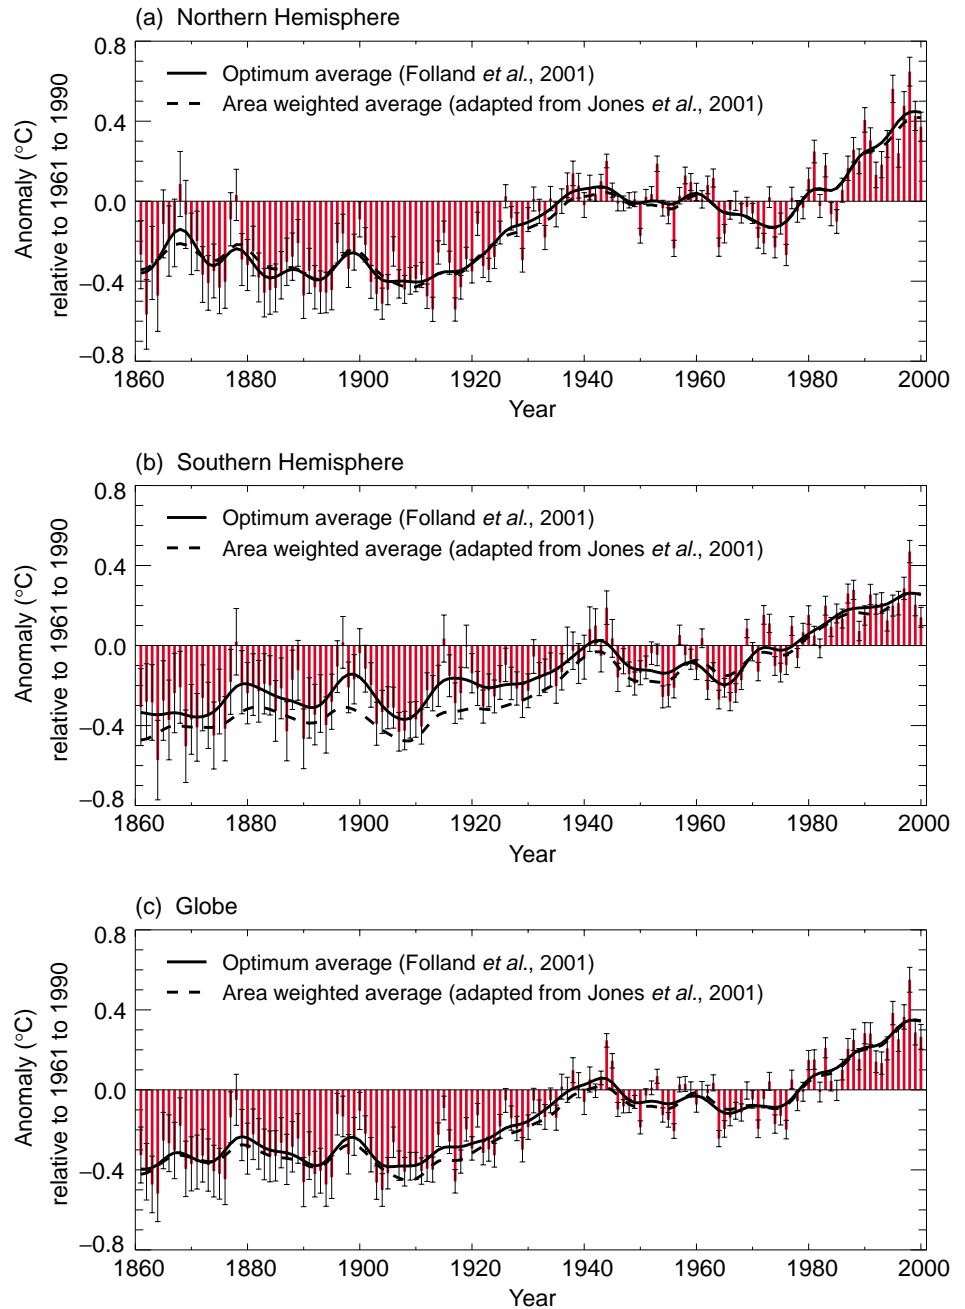 (a) Northern Hemisphere
0.8
Optimum average (Folland et al., 2001)
Area weighted average (adapted from Jones et al., 2001)
0.4
0.0
−0.4
−0.8
Anomaly (°C)
relative to 1961 to 1990
1860 1880 1900 1920 1940 1960 1980 2000
Year
(b) Southern Hemisphere
0.8
Optimum average (Folland et al., 2001)
Area weighted average (adapted from Jones et al., 2001)
0.4
0.0
−0.4
−0.8
Anomaly (°C)
relative to 1961 to 1990
1860 1880 1900 1920 1940 1960 1980 2000
Year
(c) Globe
0.8
Optimum average (Folland et al., 2001)
Area weighted average (adapted from Jones et al., 2001)
0.4
0.0
−0.4
−0.8
Anomaly (°C)
relative to 1961 to 1990
1860 1880 1900 1920 1940 1960 1980 2000
Year